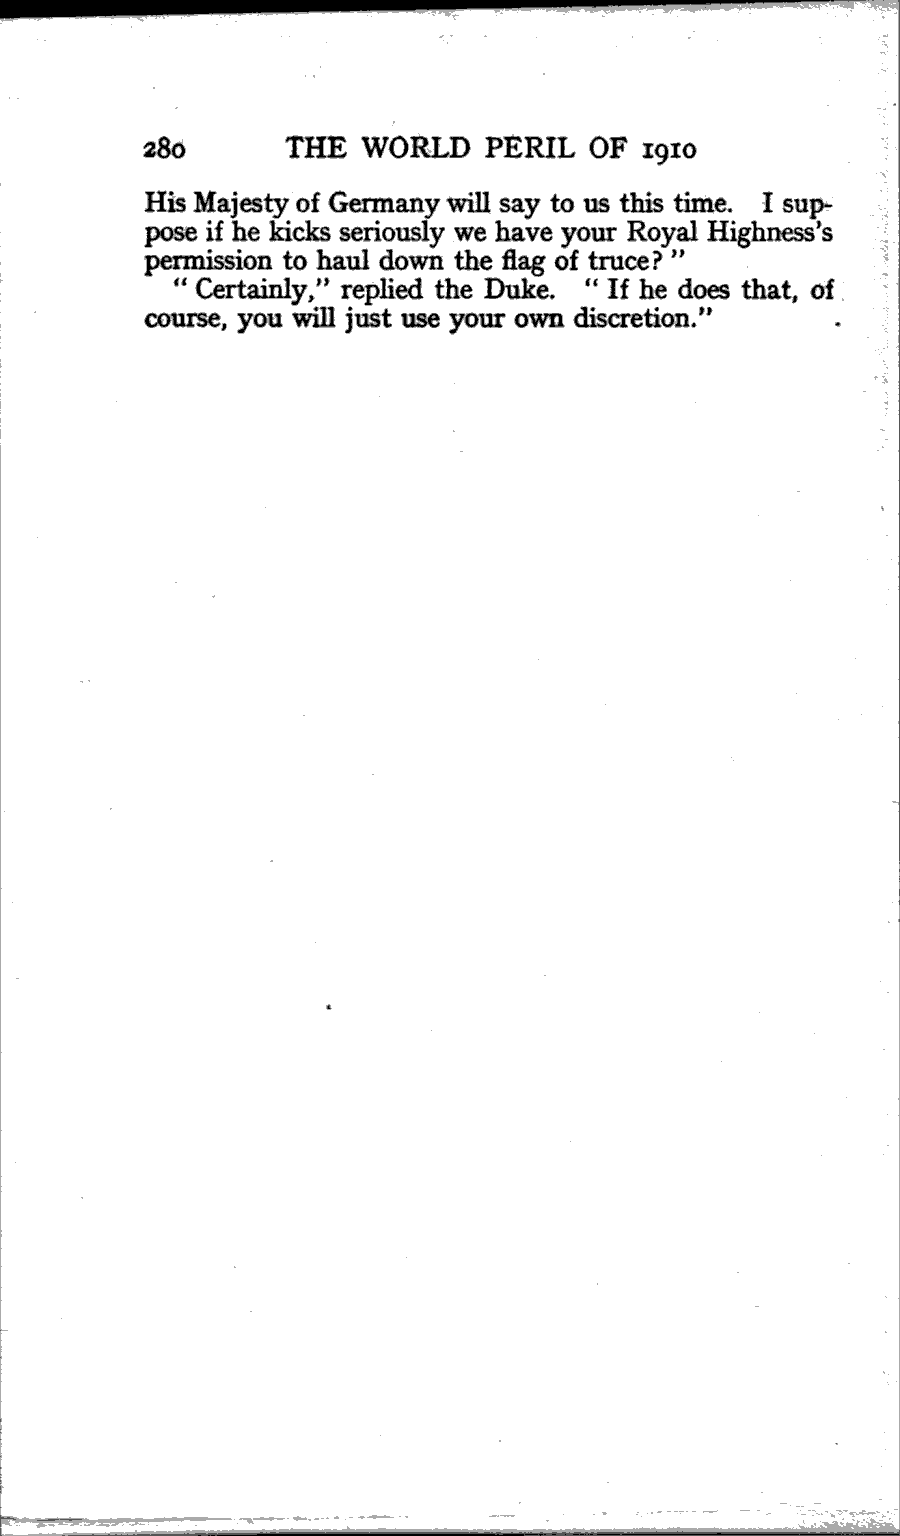 280 THE WORLD PERIL OF 1910
His Majesty of Germany will say to us this time. I sup-
pose if he kicks seriously we have your Royal Highness's
permission to haul down the flag of truce? "
" Certainly," replied the Duke. " If he does that, of
course, you will just use your own discretion."